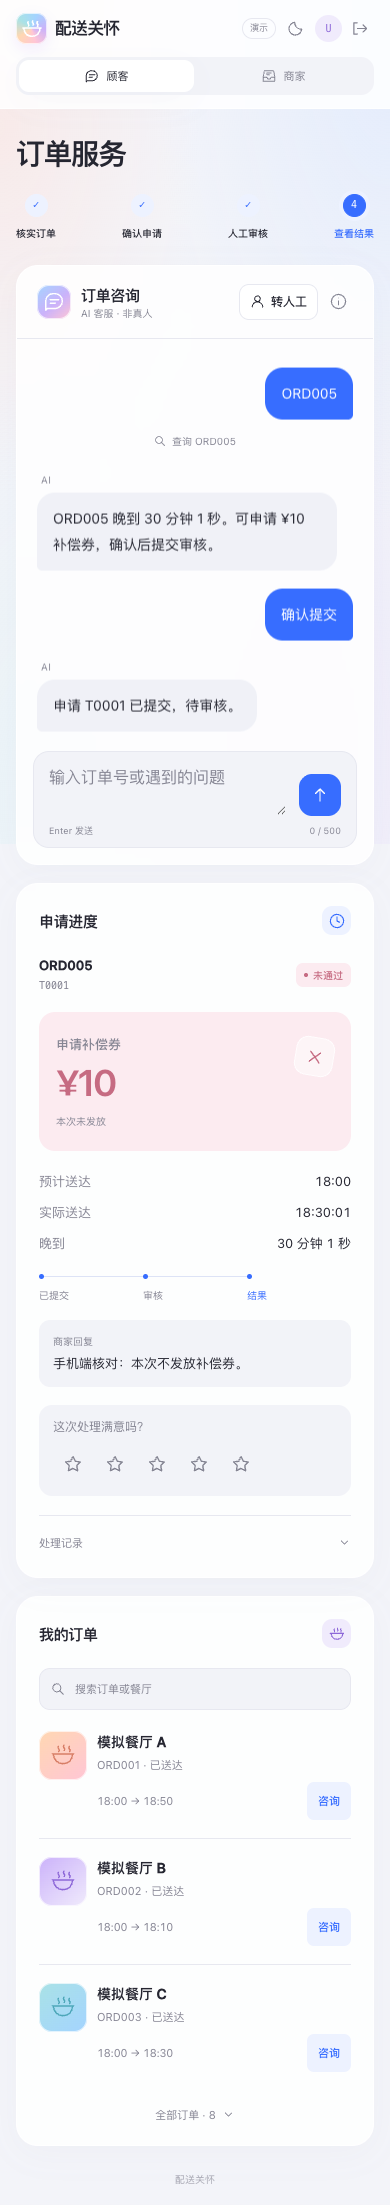 配送关怀
演示
U
顾客
商家
订单服务
✓
✓
✓
4
核实订单
确认申请
人工审核
查看结果
订单咨询
AI 客服 · 非真人
转人工
ORD005
查询 ORD005
AI
ORD005 晚到 30 分钟 1 秒。可申请 ¥10
补偿券，确认后提交审核。
确认提交
AI
申请 T0001 已提交，待审核。
输入订单号或遇到的问题
Enter 发送
0 / 500
申请进度
ORD005
T0001
未通过
申请补偿券
¥10
本次未发放
预计送达
18:00
实际送达
18:30:01
晚到
30 分钟 1 秒
已提交
审核
结果
商家回复
手机端核对：本次不发放补偿券。
这次处理满意吗?
处理记录
我的订单
搜索订单或餐厅
模拟餐厅 A
ORD001 · 已送达
18:00 → 18:50
咨询
模拟餐厅 B
ORD002 · 已送达
18:00 → 18:10
咨询
模拟餐厅 C
ORD003 · 已送达
18:00 → 18:30
咨询
全部订单 · 8
配送关怀